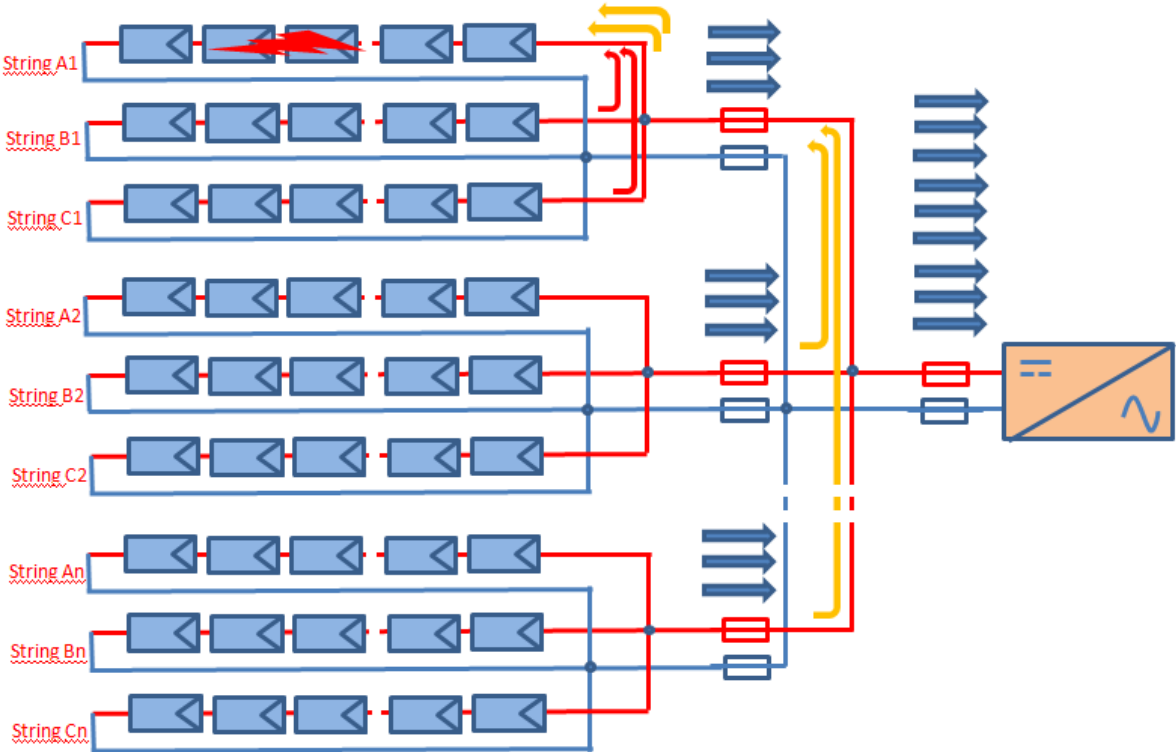 String A1
String B1
String C1
String A2
String B2
String C2
String An
String Bn
String Cn